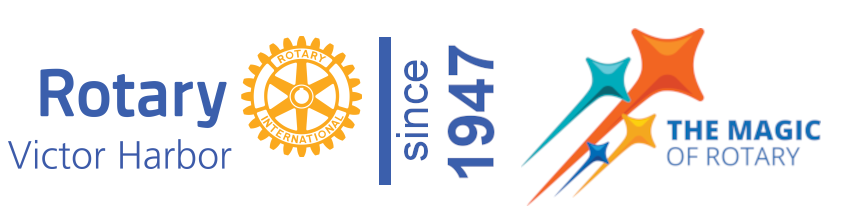 Rotary
Victor Harbor
ROTARY
INTERNATIONAL
since
1947
THE MAGIC
OF ROTARY